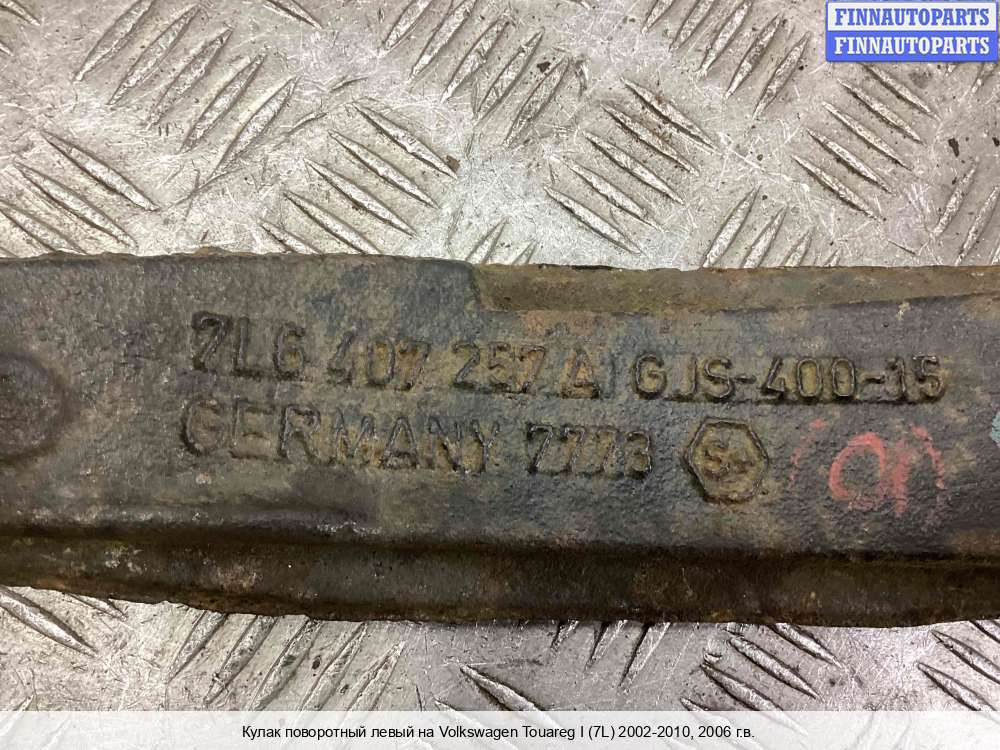 FINNAUTOPARTS
FINNAUTOPARTS
7L6 407 257 A GJS-400-15
GERMANY 7773
Кулак поворотный левый на Volkswagen Touareg I (7L) 2002-2010, 2006 г.в.